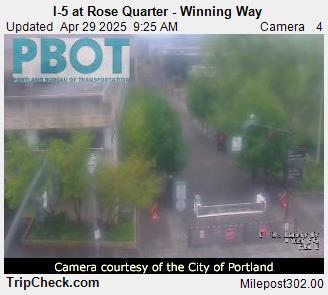 I-5 at Rose Quarter - Winning Way
Updated Apr 29 2025 9:25 AM Camera 4
PBOT
PORTLAND BUREAU OF TRANSPORTATION
Camera courtesy of the City of Portland
TripCheck.com Milepost302.00